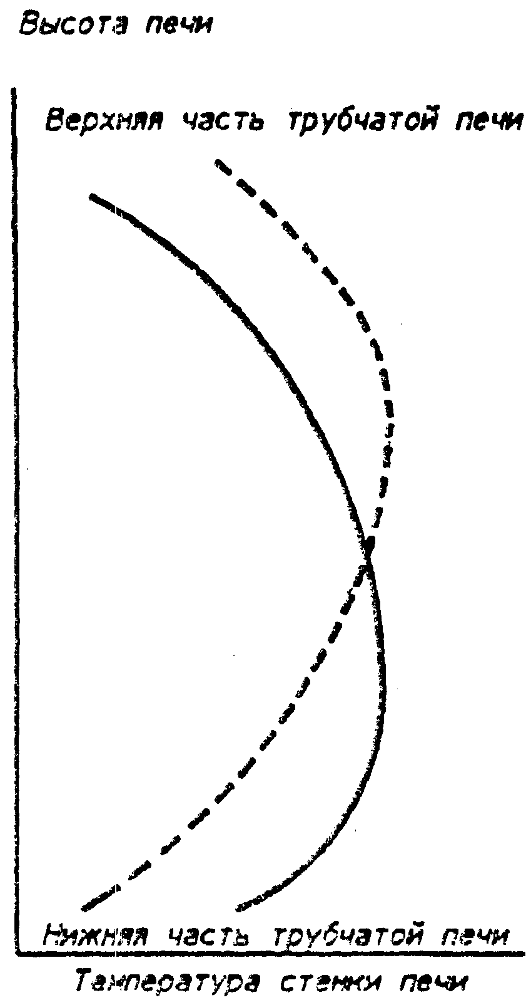 Высота печи
Верхняя часть трубчатой печи
Нижняя часть трубчатой печи
Температура стенки печи